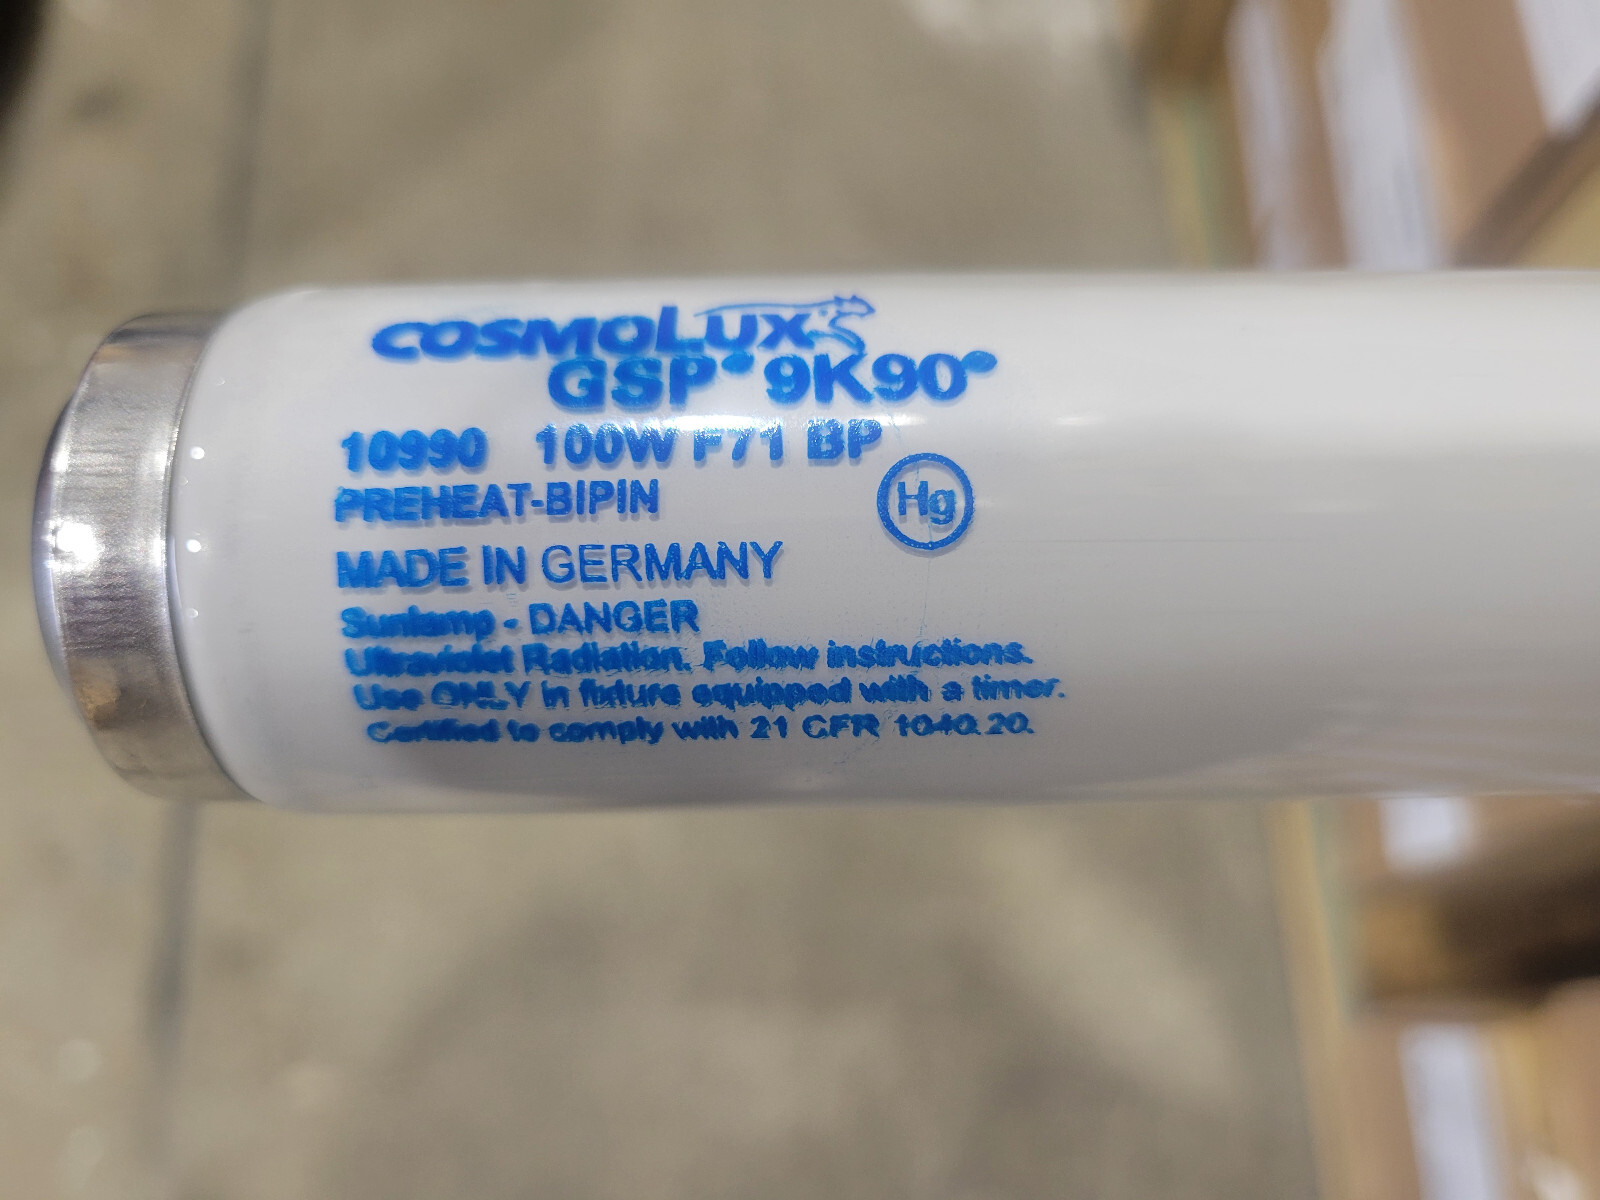 COSMOLUX
GSP® 9K90®
10990 100W F71 BP
PREHEAT-BIPIN
Hg
MADE IN GERMANY
Sunlamp - DANGER
Ultraviolet Radiation. Follow instructions.
Use ONLY in fixture equipped with a timer.
Certified to comply with 21 CFR 1040.20.